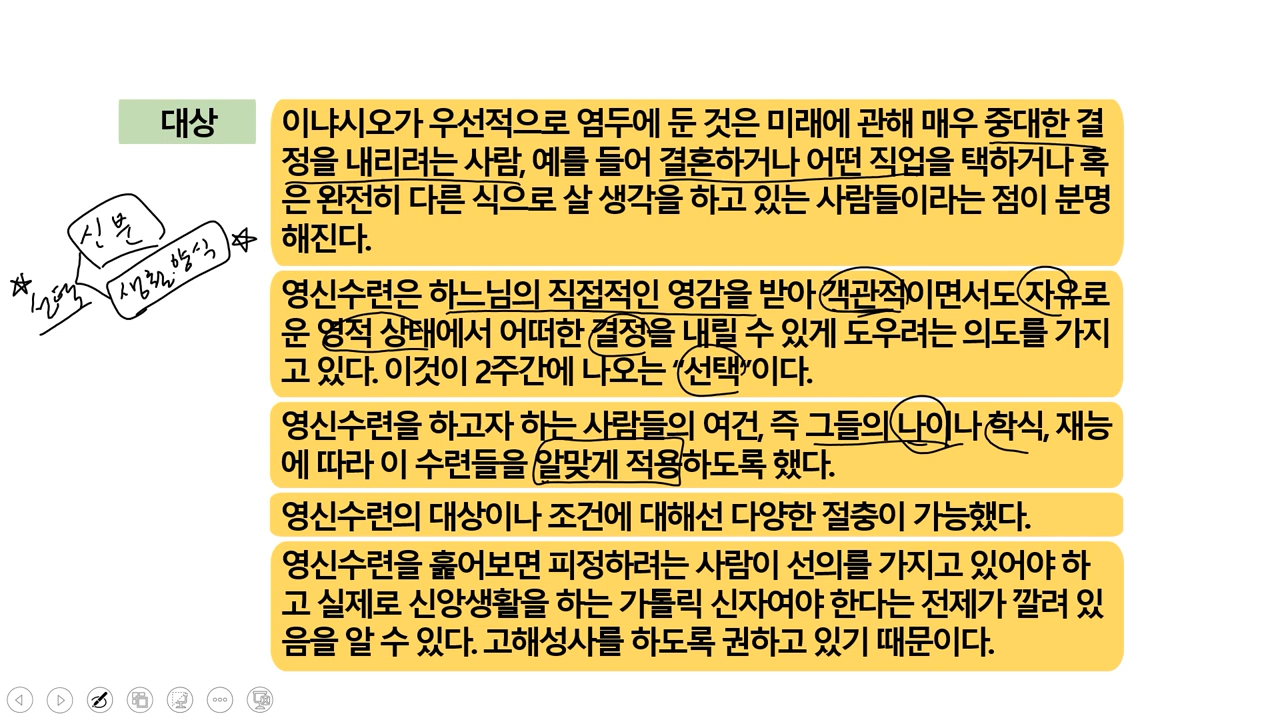 대상
이냐시오가 우선적으로 염두에 둔 것은 미래에 관해 매우 중대한 결
정을 내리려는 사람, 예를 들어 결혼하거나 어떤 직업을 택하거나 혹
은 완전히 다른 식으로 살 생각을 하고 있는 사람들이라는 점이 분명
해진다.
신분
생활.양식
선택
영신수련은 하느님의 직접적인 영감을 받아 객관적이면서도 자유로
운 영적 상태에서 어떠한 결정을 내릴 수 있게 도우려는 의도를 가지
고 있다. 이것이 2주간에 나오는 “선택”이다.
영신수련을 하고자 하는 사람들의 여건, 즉 그들의 나이나 학식, 재능
에 따라 이 수련들을 알맞게 적용하도록 했다.
영신수련의 대상이나 조건에 대해선 다양한 절충이 가능했다.
영신수련을 훑어보면 피정하려는 사람이 선의를 가지고 있어야 하
고 실제로 신앙생활을 하는 가톨릭 신자여야 한다는 전제가 깔려 있
음을 알 수 있다. 고해성사를 하도록 권하고 있기 때문이다.